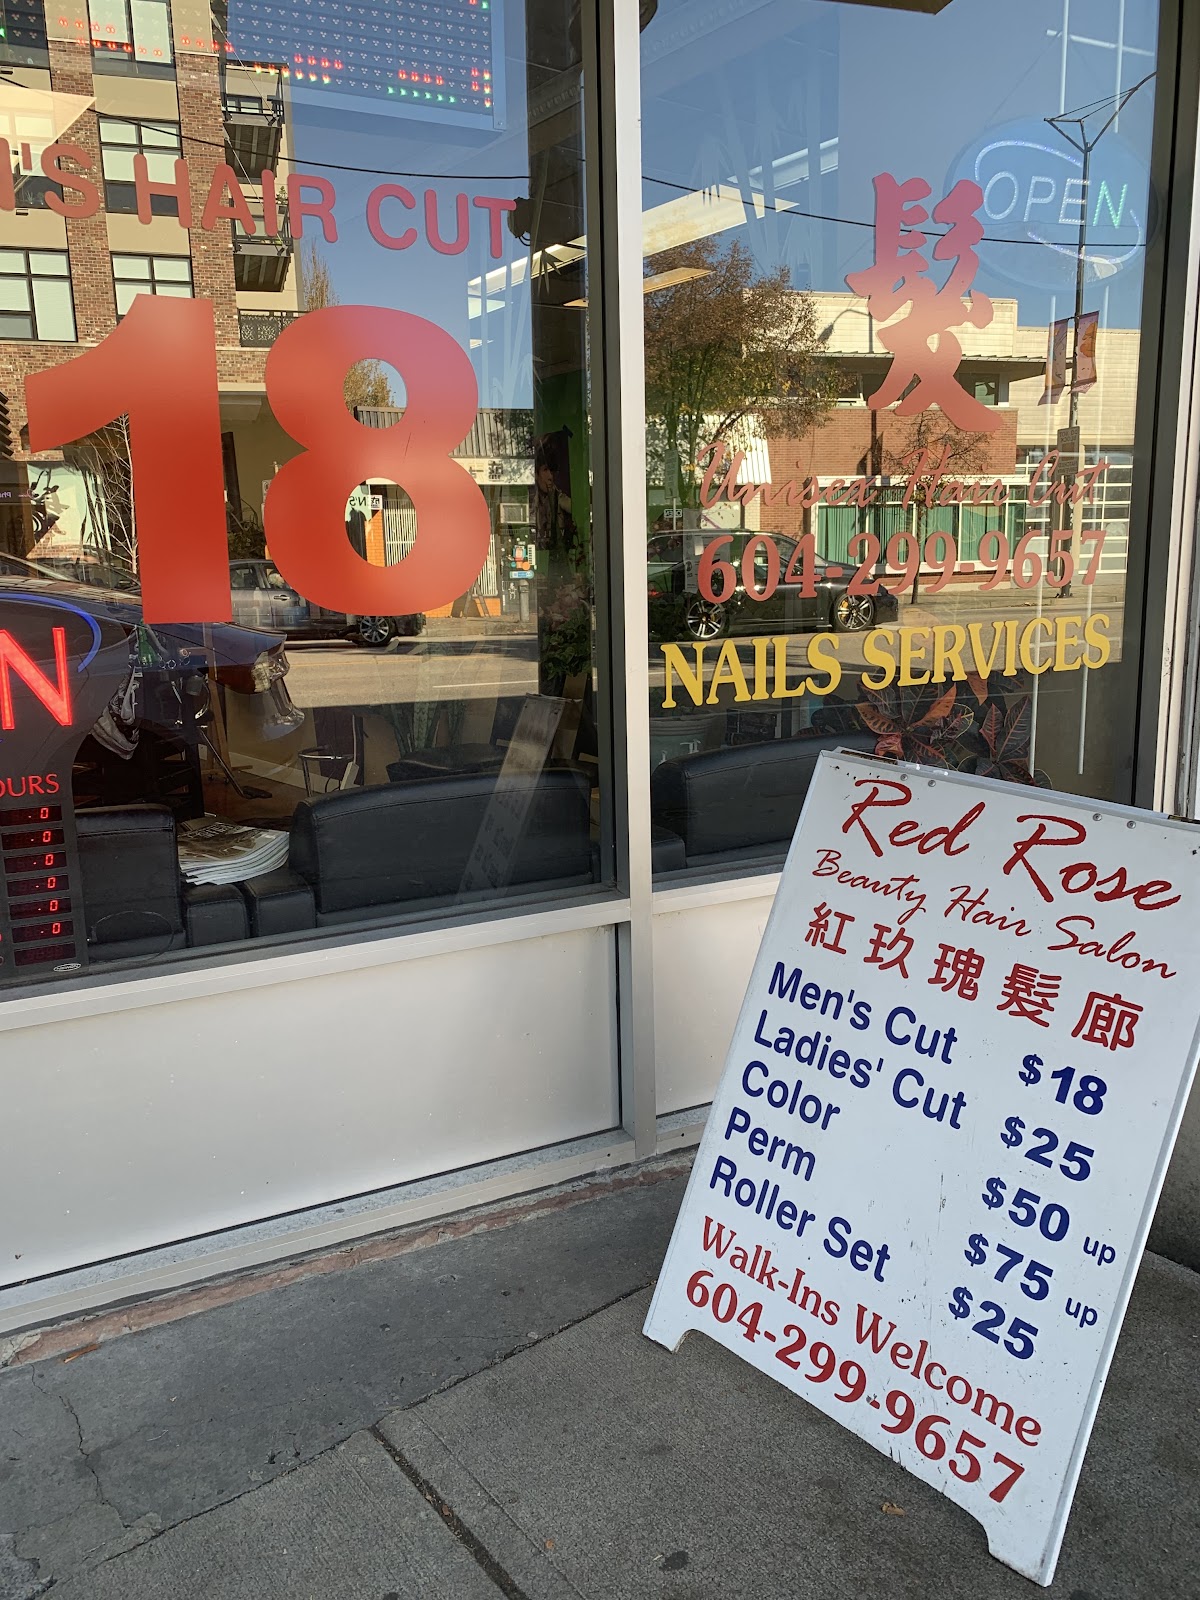 'S HAIR CUT
18
髮
OPEN
Unisex Hair Cut
604-299-9657
NAILS SERVICES
N
OURS
Red Rose
Beauty Hair Salon
紅玫瑰髮廊
Men's Cut $18
Ladies' Cut $25
Color $50 up
Perm $75 up
Roller Set $25
Walk-Ins Welcome
604-299-9657